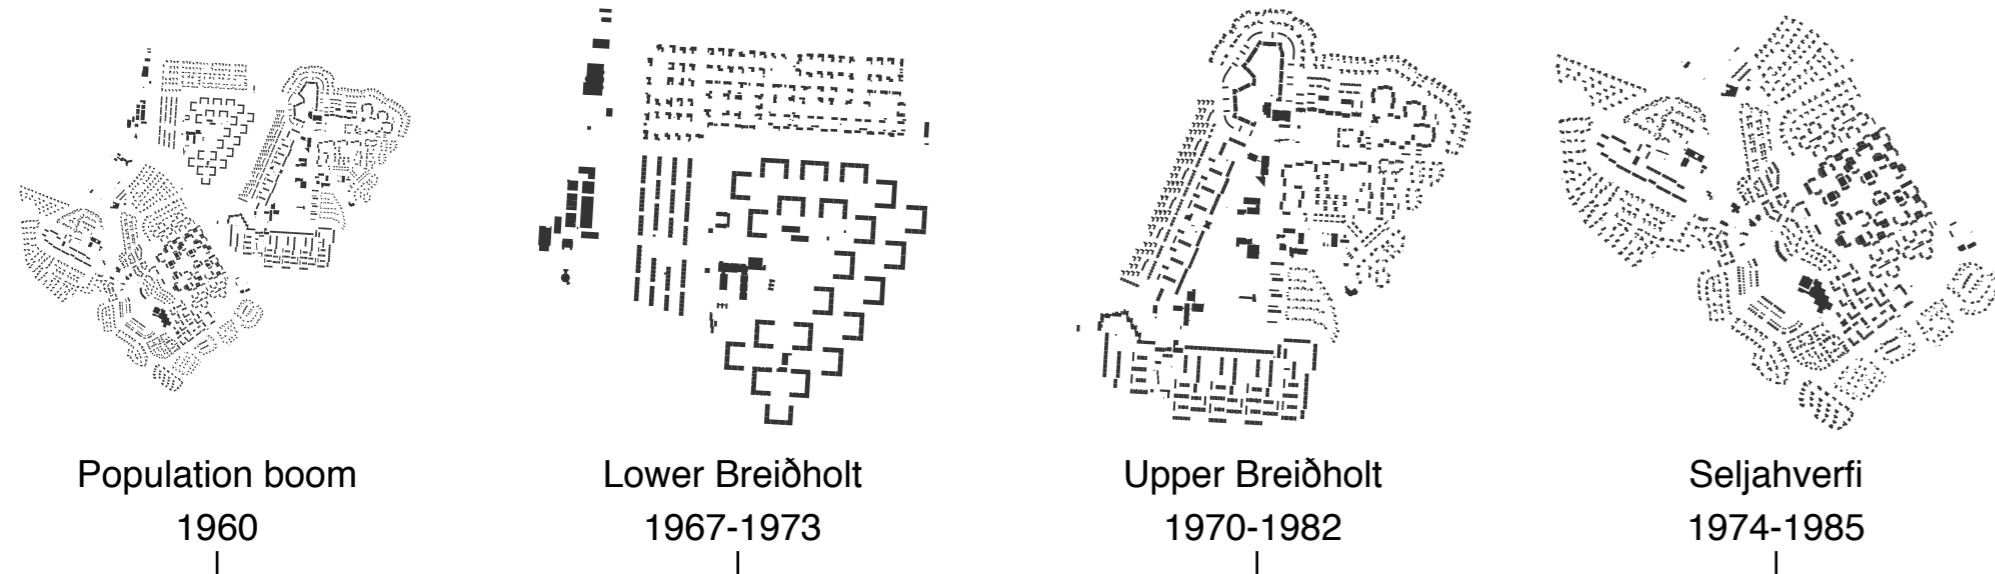 Population boom
1960
Lower Breiðholt
1967-1973
Upper Breiðholt
1970-1982
Seljahverfi
1974-1985